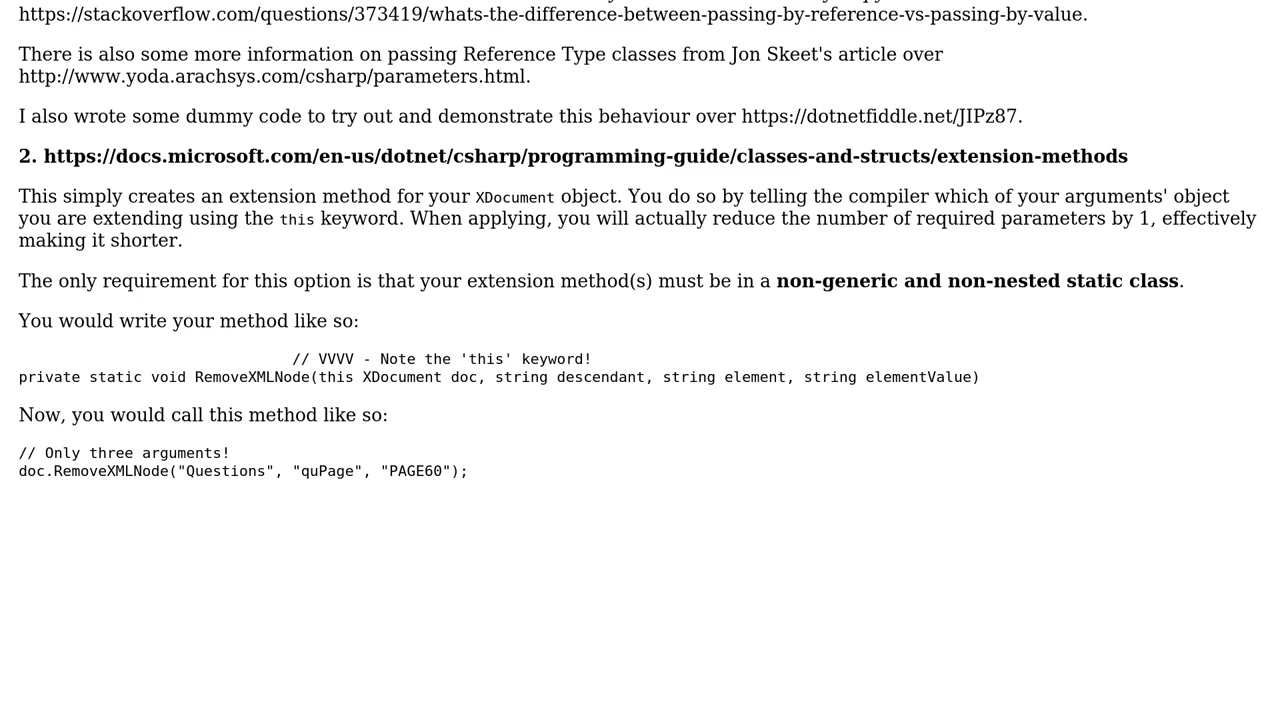 https://stackoverflow.com/questions/373419/whats-the-difference-between-passing-by-reference-vs-passing-by-value.
There is also some more information on passing Reference Type classes from Jon Skeet's article over
http://www.yoda.arachsys.com/csharp/parameters.html.
I also wrote some dummy code to try out and demonstrate this behaviour over https://dotnetfiddle.net/JIPz87.
2. https://docs.microsoft.com/en-us/dotnet/csharp/programming-guide/classes-and-structs/extension-methods
This simply creates an extension method for your XDocument object. You do so by telling the compiler which of your arguments' object
you are extending using the this keyword. When applying, you will actually reduce the number of required parameters by 1, effectively
making it shorter.
The only requirement for this option is that your extension method(s) must be in a non-generic and non-nested static class.
You would write your method like so:
// VVVV - Note the 'this' keyword!
private static void RemoveXMLNode(this XDocument doc, string descendant, string element, string elementValue)
Now, you would call this method like so:
// Only three arguments!
doc.RemoveXMLNode("Questions", "quPage", "PAGE60");